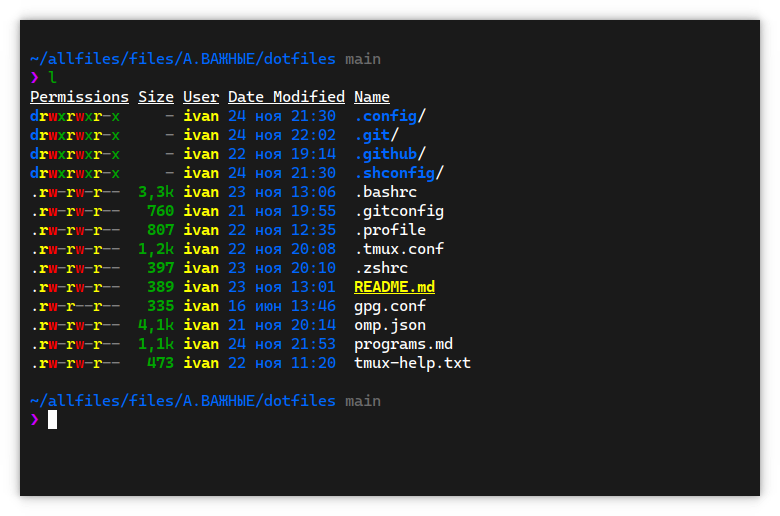 ~/allfiles/files/А.ВАЖНЫЕ/dotfiles main
❯ l
Permissions Size User Date Modified Name
drwxrwxr-x - ivan 24 ноя 21:30 .config/
drwxrwxr-x - ivan 24 ноя 22:02 .git/
drwxrwxr-x - ivan 22 ноя 19:14 .github/
drwxrwxr-x - ivan 24 ноя 21:30 .shconfig/
.rw-rw-r-- 3,3k ivan 23 ноя 13:06 .bashrc
.rw-rw-r-- 760 ivan 21 ноя 19:55 .gitconfig
.rw-rw-r-- 807 ivan 22 ноя 12:35 .profile
.rw-rw-r-- 1,2k ivan 22 ноя 20:08 .tmux.conf
.rw-rw-r-- 397 ivan 23 ноя 20:10 .zshrc
.rw-rw-r-- 389 ivan 23 ноя 13:01 README.md
.rw-r--r-- 335 ivan 16 июн 13:46 gpg.conf
.rw-rw-r-- 4,1k ivan 21 ноя 20:14 omp.json
.rw-rw-r-- 1,1k ivan 24 ноя 21:53 programs.md
.rw-rw-r-- 473 ivan 22 ноя 11:20 tmux-help.txt
~/allfiles/files/А.ВАЖНЫЕ/dotfiles main
❯